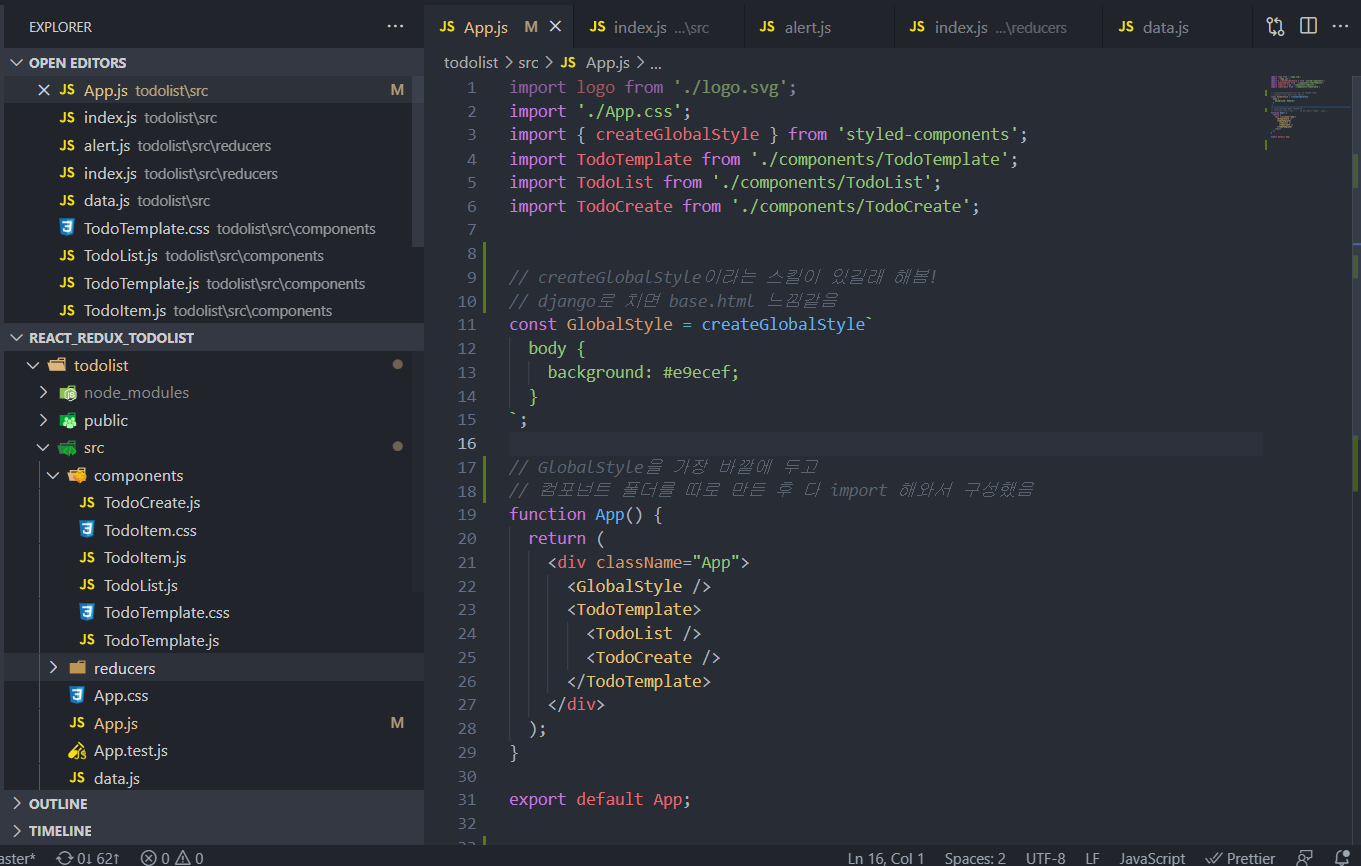 EXPLORER
OPEN EDITORS
JS App.js todolist\src M
JS index.js todolist\src
JS alert.js todolist\src\reducers
JS index.js todolist\src\reducers
JS data.js todolist\src
TodoTemplate.css todolist\src\components
JS TodoList.js todolist\src\components
JS TodoTemplate.js todolist\src\components
JS TodoItem.js todolist\src\components
REACT_REDUX_TODOLIST
todolist
node_modules
public
src
components
JS TodoCreate.js
TodoItem.css
JS TodoItem.js
JS TodoList.js
TodoTemplate.css
JS TodoTemplate.js
reducers
App.css
JS App.js M
App.test.js
JS data.js
OUTLINE
TIMELINE
JS App.js M
JS index.js ...\src
JS alert.js
JS index.js ...\reducers
JS data.js
todolist > src > JS App.js > ...
1 import logo from './logo.svg';
2 import './App.css';
3 import { createGlobalStyle } from 'styled-components';
4 import TodoTemplate from './components/TodoTemplate';
5 import TodoList from './components/TodoList';
6 import TodoCreate from './components/TodoCreate';
7
8
9 // createGlobalStyle이라는 스킬이 있길래 해봄!
10 // django로 치면 base.html 느낌같음
11 const GlobalStyle = createGlobalStyle`
12 body {
13 background: #e9ecef;
14 }
15 `;
16
17 // GlobalStyle을 가장 바깥에 두고
18 // 컴포넌트 폴더를 따로 만든 후 다 import 해와서 구성했음
19 function App() {
20 return (
21 <div className="App">
22 <GlobalStyle />
23 <TodoTemplate>
24 <TodoList />
25 <TodoCreate />
26 </TodoTemplate>
27 </div>
28 );
29 }
30
31 export default App;
32
aster* 0↓ 62↑ 0 0
Ln 16, Col 1 Spaces: 2 UTF-8 LF JavaScript Prettier